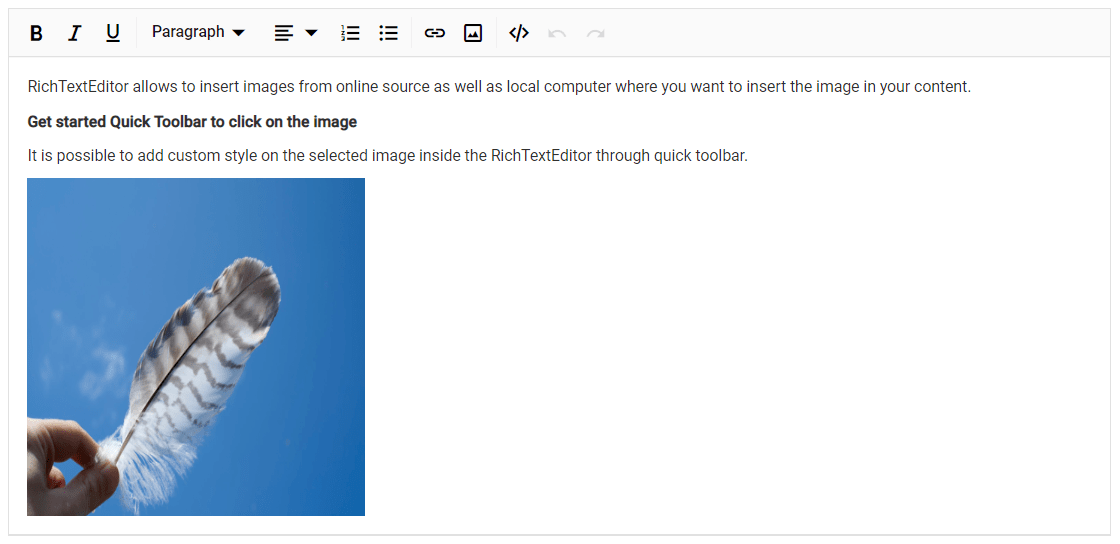 B I U Paragraph
RichTextEditor allows to insert images from online source as well as local computer where you want to insert the image in your content.
Get started Quick Toolbar to click on the image
It is possible to add custom style on the selected image inside the RichTextEditor through quick toolbar.